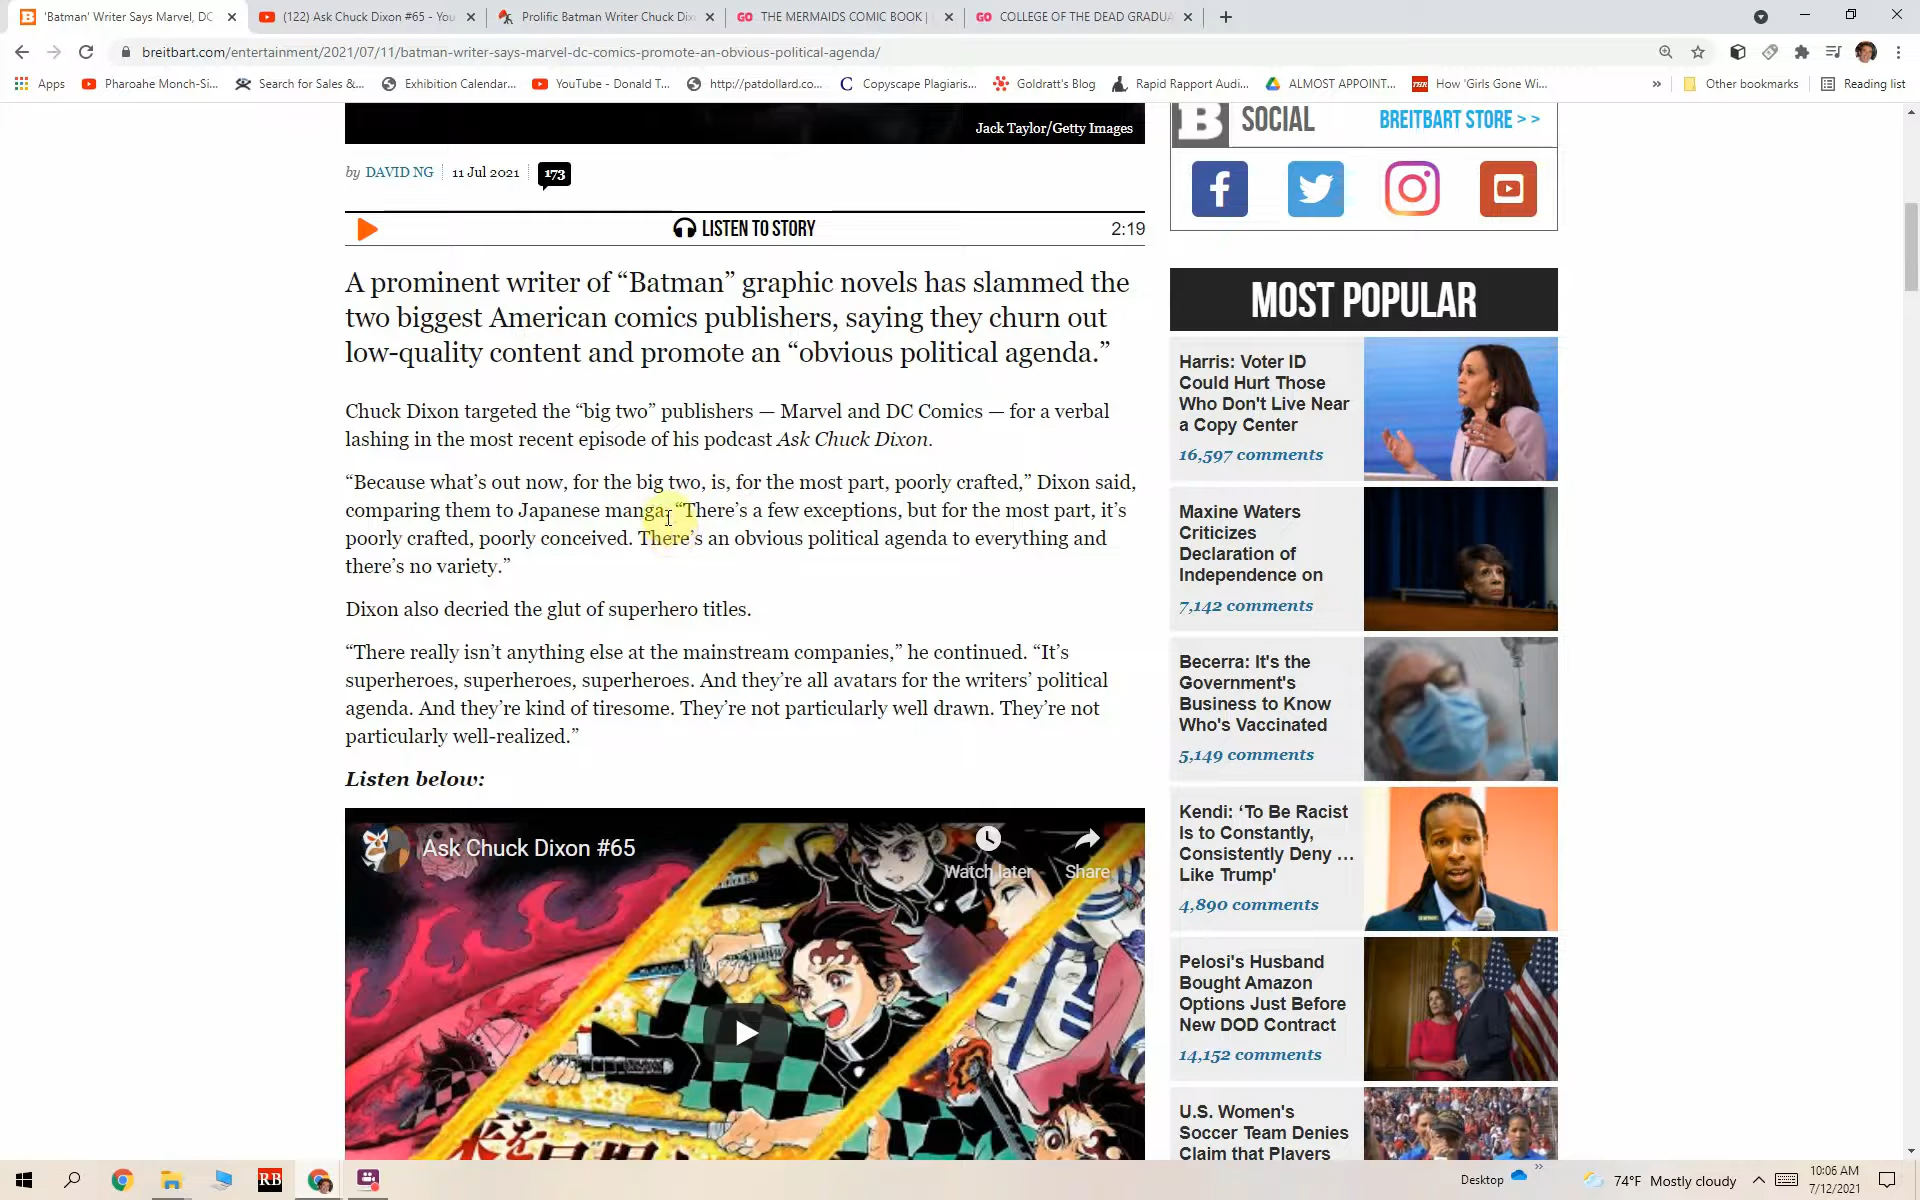 'Batman' Writer Says Marvel, DC
(122) Ask Chuck Dixon #65 - You
Prolific Batman Writer Chuck Dix
GO THE MERMAIDS COMIC BOOK |
GO COLLEGE OF THE DEAD GRADUA
breitbart.com/entertainment/2021/07/11/batman-writer-says-marvel-dc-comics-promote-an-obvious-political-agenda/
Apps
Pharoahe Monch-Si...
Search for Sales &...
Exhibition Calendar...
YouTube - Donald T...
http://patdollard.co...
Copyscape Plagiaris...
Goldratt's Blog
Rapid Rapport Audi...
ALMOST APPOINT...
THR How 'Girls Gone Wi...
Other bookmarks
Reading list
Jack Taylor/Getty Images
by DAVID NG 11 Jul 2021 173
LISTEN TO STORY 2:19
A prominent writer of “Batman” graphic novels has slammed the
two biggest American comics publishers, saying they churn out
low-quality content and promote an “obvious political agenda.”
Chuck Dixon targeted the “big two” publishers — Marvel and DC Comics — for a verbal
lashing in the most recent episode of his podcast Ask Chuck Dixon.
“Because what’s out now, for the big two, is, for the most part, poorly crafted,” Dixon said,
comparing them to Japanese manga. “There’s a few exceptions, but for the most part, it’s
poorly crafted, poorly conceived. There’s an obvious political agenda to everything and
there’s no variety.”
Dixon also decried the glut of superhero titles.
“There really isn’t anything else at the mainstream companies,” he continued. “It’s
superheroes, superheroes, superheroes. And they’re all avatars for the writers’ political
agenda. And they’re kind of tiresome. They’re not particularly well drawn. They’re not
particularly well-realized.”
Listen below:
Ask Chuck Dixon #65
Watch later
Share
B SOCIAL
BREITBART STORE > >
MOST POPULAR
Harris: Voter ID
Could Hurt Those
Who Don't Live Near
a Copy Center
16,597 comments
Maxine Waters
Criticizes
Declaration of
Independence on
7,142 comments
Becerra: It's the
Government's
Business to Know
Who's Vaccinated
5,149 comments
Kendi: ‘To Be Racist
Is to Constantly,
Consistently Deny …
Like Trump'
4,890 comments
Pelosi's Husband
Bought Amazon
Options Just Before
New DOD Contract
14,152 comments
U.S. Women's
Soccer Team Denies
Claim that Players
RB
Desktop
74°F Mostly cloudy
10:06 AM
7/12/2021